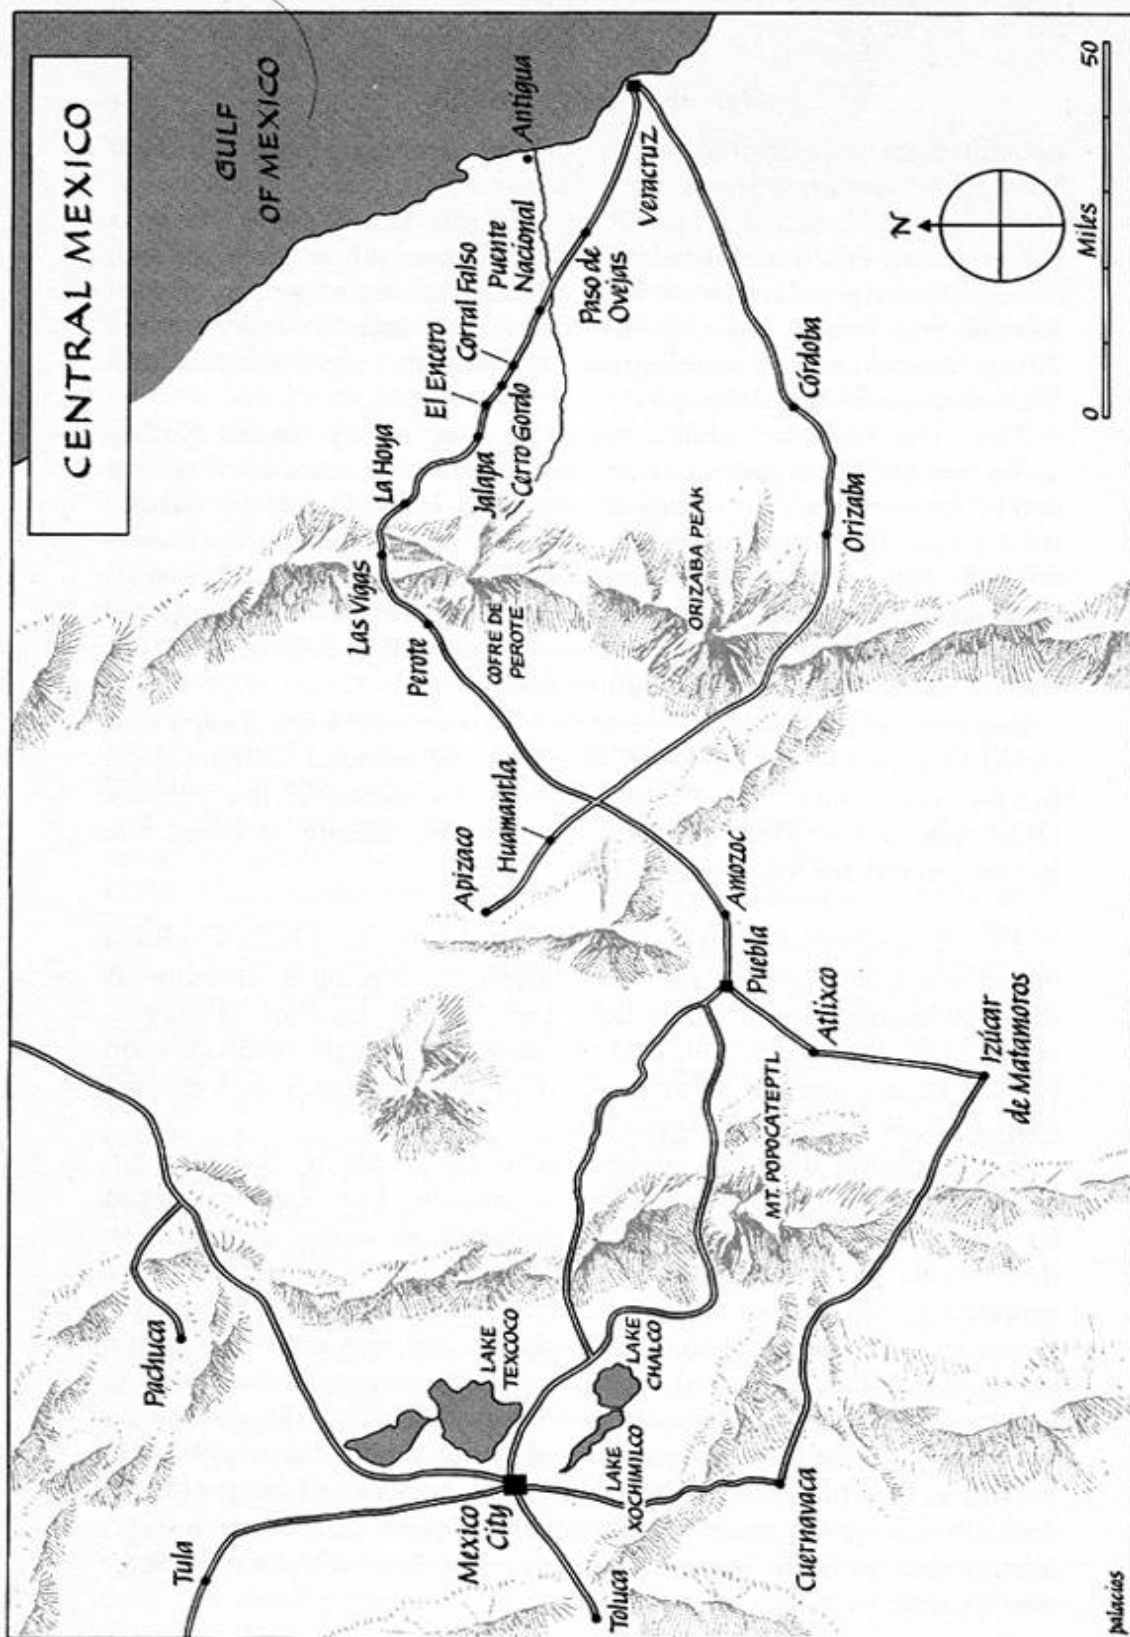 CENTRAL MEXICO
GULF
OF MEXICO
Antigua
Veracruz
Puente
Nacional
Paso de
Ovejas
Corral Falso
El Encero
Cerro Gordo
Jalapa
La Hoya
Las Vigas
Perote
COFRE DE
PEROTE
ORIZABA PEAK
Córdoba
Orizaba
Huamantla
Apizaco
Amozoc
Puebla
Atlixco
Izúcar
de Matamoros
MT. POPOCATEPTL
Pachuca
LAKE
TEXCOCO
LAKE
CHALCO
LAKE
XOCHIMILCO
Mexico
City
Tula
Toluca
Cuernavaca
N
0
50
Miles
palacios